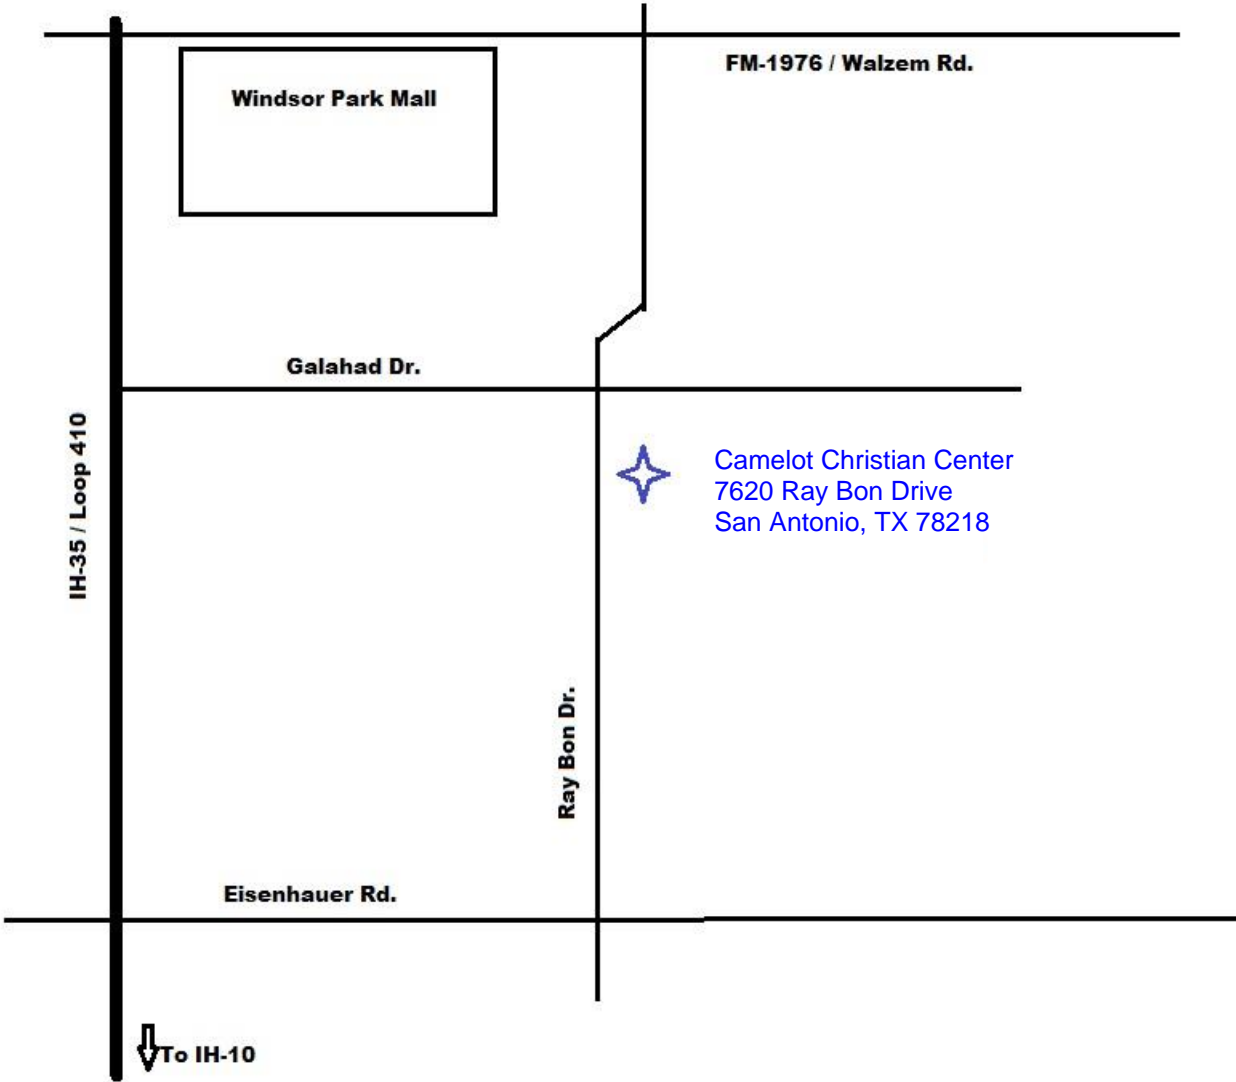 FM-1976 / Walzem Rd.
Windsor Park Mall
Galahad Dr.
IH-35 / Loop 410
Camelot Christian Center
7620 Ray Bon Drive
San Antonio, TX 78218
Ray Bon Dr.
Eisenhauer Rd.
To IH-10